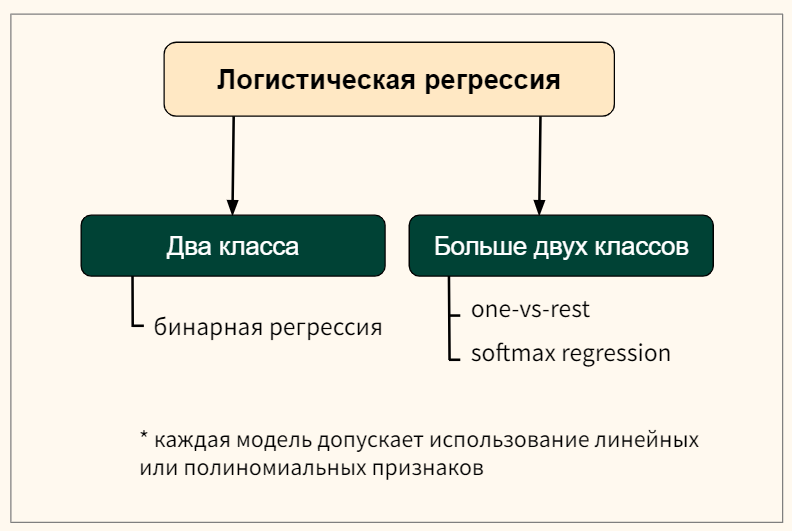 Логистическая регрессия
Два класса
бинарная регрессия
Больше двух классов
one-vs-rest
softmax regression
* каждая модель допускает использование линейных
или полиномиальных признаков